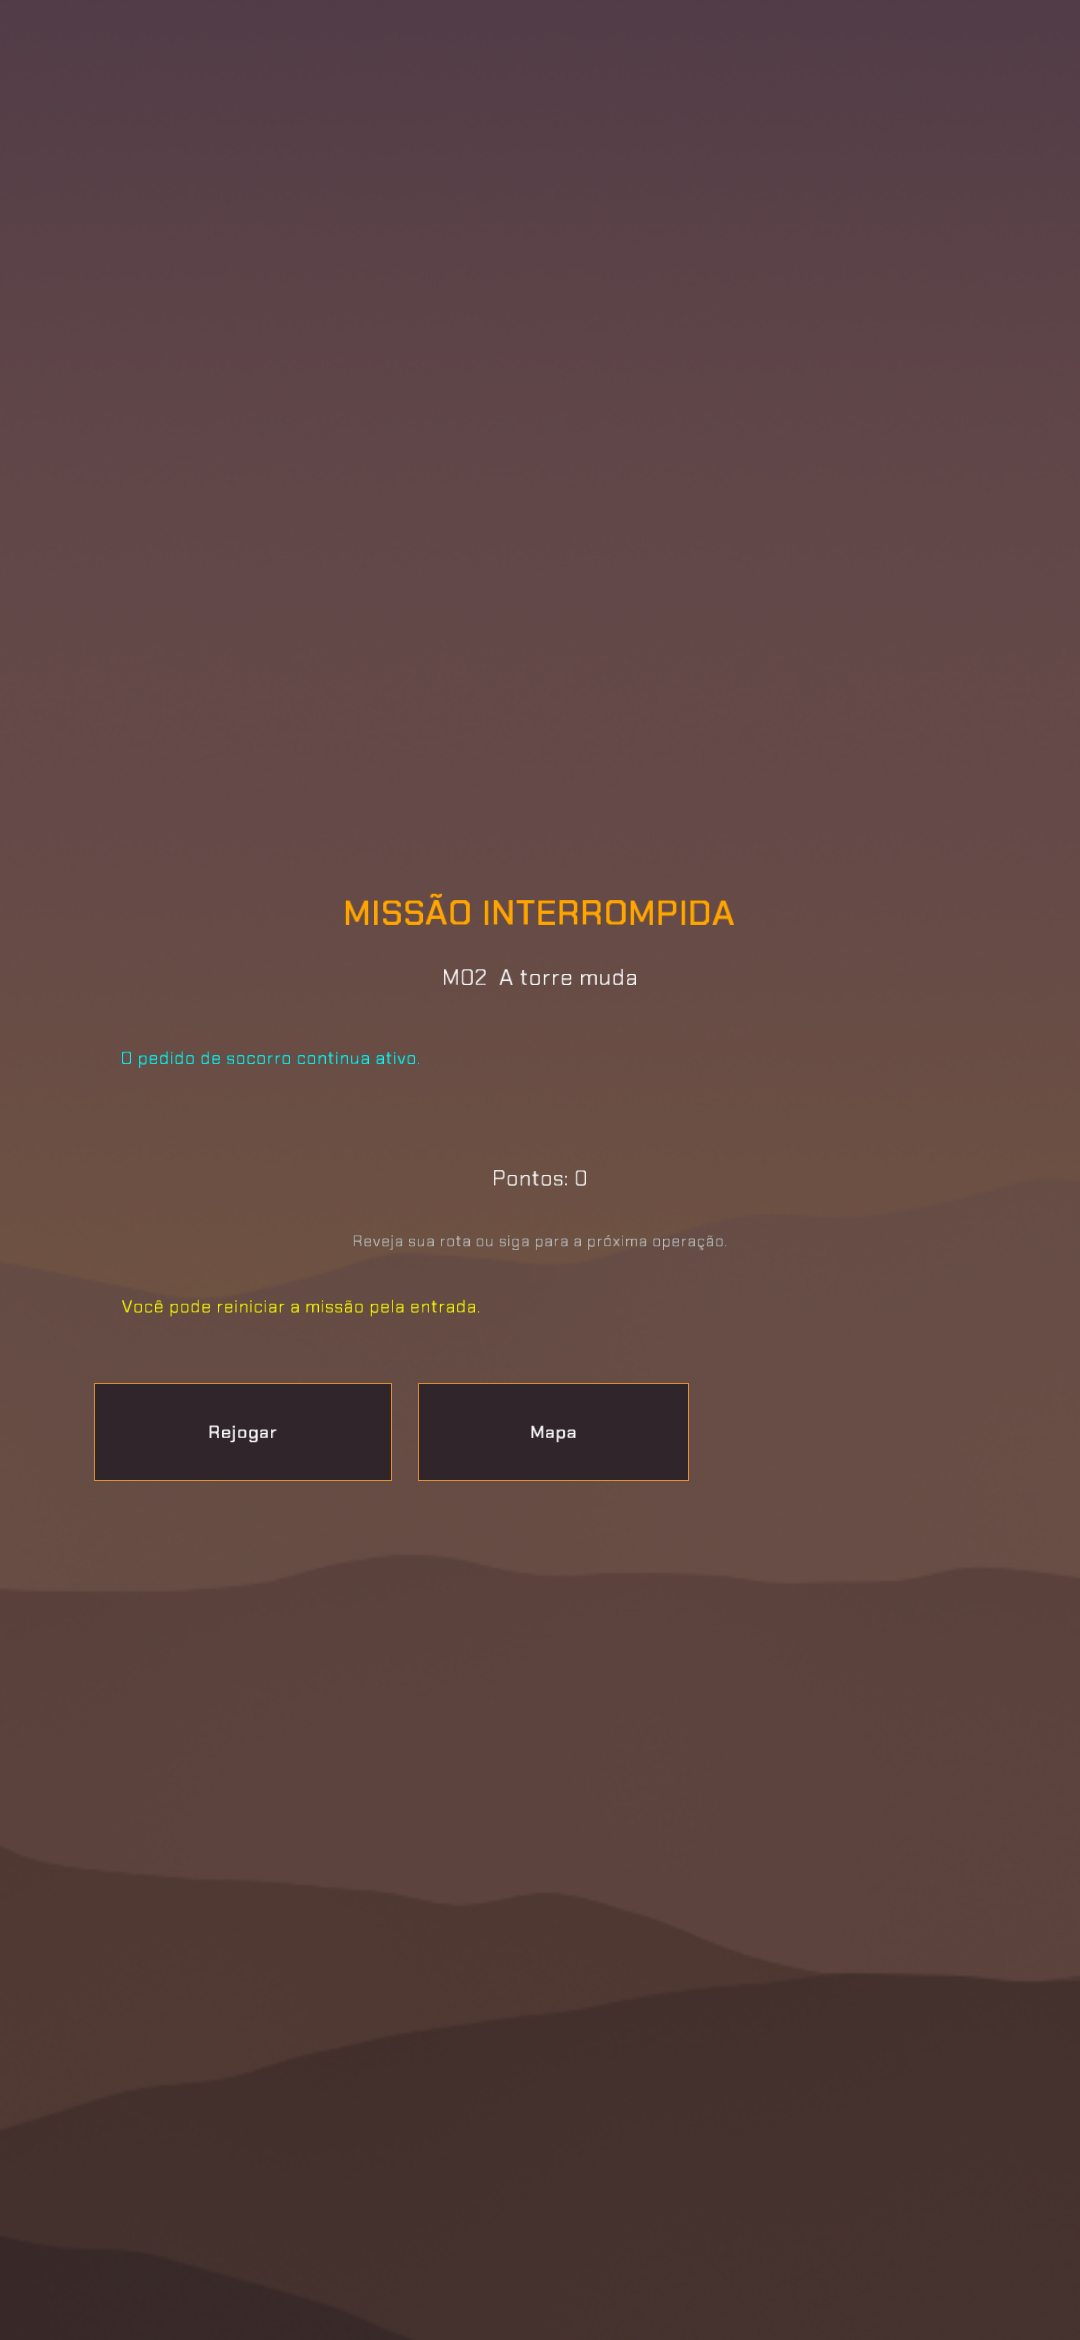 MISSÃO INTERROMPIDA
M02 A torre muda
O pedido de socorro continua ativo.
Pontos: 0
Reveja sua rota ou siga para a próxima operação.
Você pode reiniciar a missão pela entrada.
Rejogar
Mapa